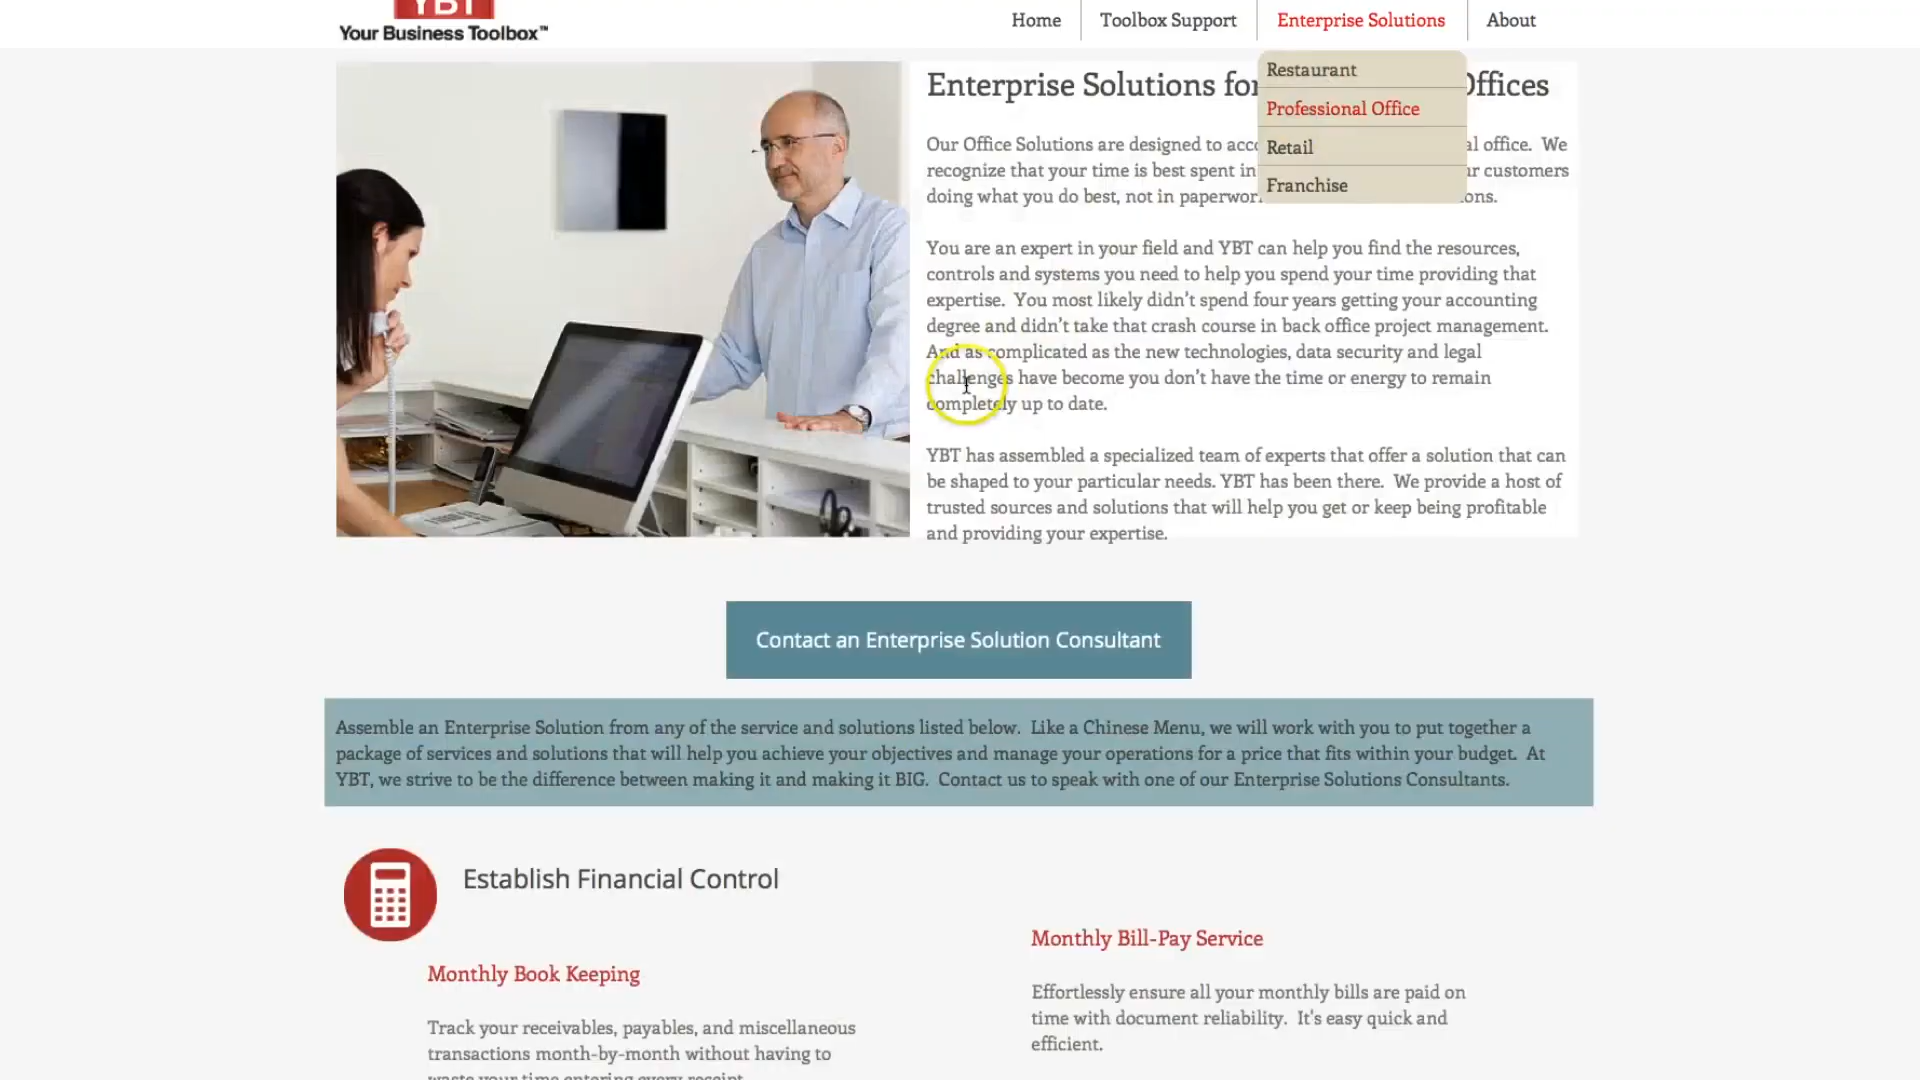 YBT
Your Business Toolbox™
Home
Toolbox Support
Enterprise Solutions
About
Restaurant
Professional Office
Retail
Franchise
Enterprise Solutions for Offices
Our Office Solutions are designed to al office. We
recognize that your time is best spent in customers
doing what you do best, not in
You are an expert in your field and YBT can help you find the resources,
controls and systems you need to help you spend your time providing that
expertise. You most likely didn't spend four years getting your accounting
degree and didn't take that crash course in back office project management.
And as complicated as the new technologies, data security and legal
challenges have become you don't have the time or energy to remain
completely up to date.
YBT has assembled a specialized team of experts that offer a solution that can
be shaped to your particular needs. YBT has been there. We provide a host of
trusted sources and solutions that will help you get or keep being profitable
and providing your expertise.
Contact an Enterprise Solution Consultant
Assemble an Enterprise Solution from any of the service and solutions listed below. Like a Chinese Menu, we will work with you to put together a
package of services and solutions that will help you achieve your objectives and manage your operations for a price that fits within your budget. At
YBT, we strive to be the difference between making it and making it BIG. Contact us to speak with one of our Enterprise Solutions Consultants.
Establish Financial Control
Monthly Book Keeping
Track your receivables, payables, and miscellaneous
transactions month-by-month without having to
waste your time entering every receipt
Monthly Bill-Pay Service
Effortlessly ensure all your monthly bills are paid on
time with document reliability. It's easy quick and
efficient.